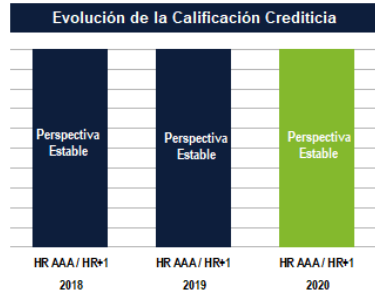 Evolución de la Calificación Crediticia
Perspectiva Estable
Perspectiva Estable
Perspectiva Estable
HR AAA / HR+1
HR AAA / HR+1
HR AAA / HR+1
2018
2019
2020